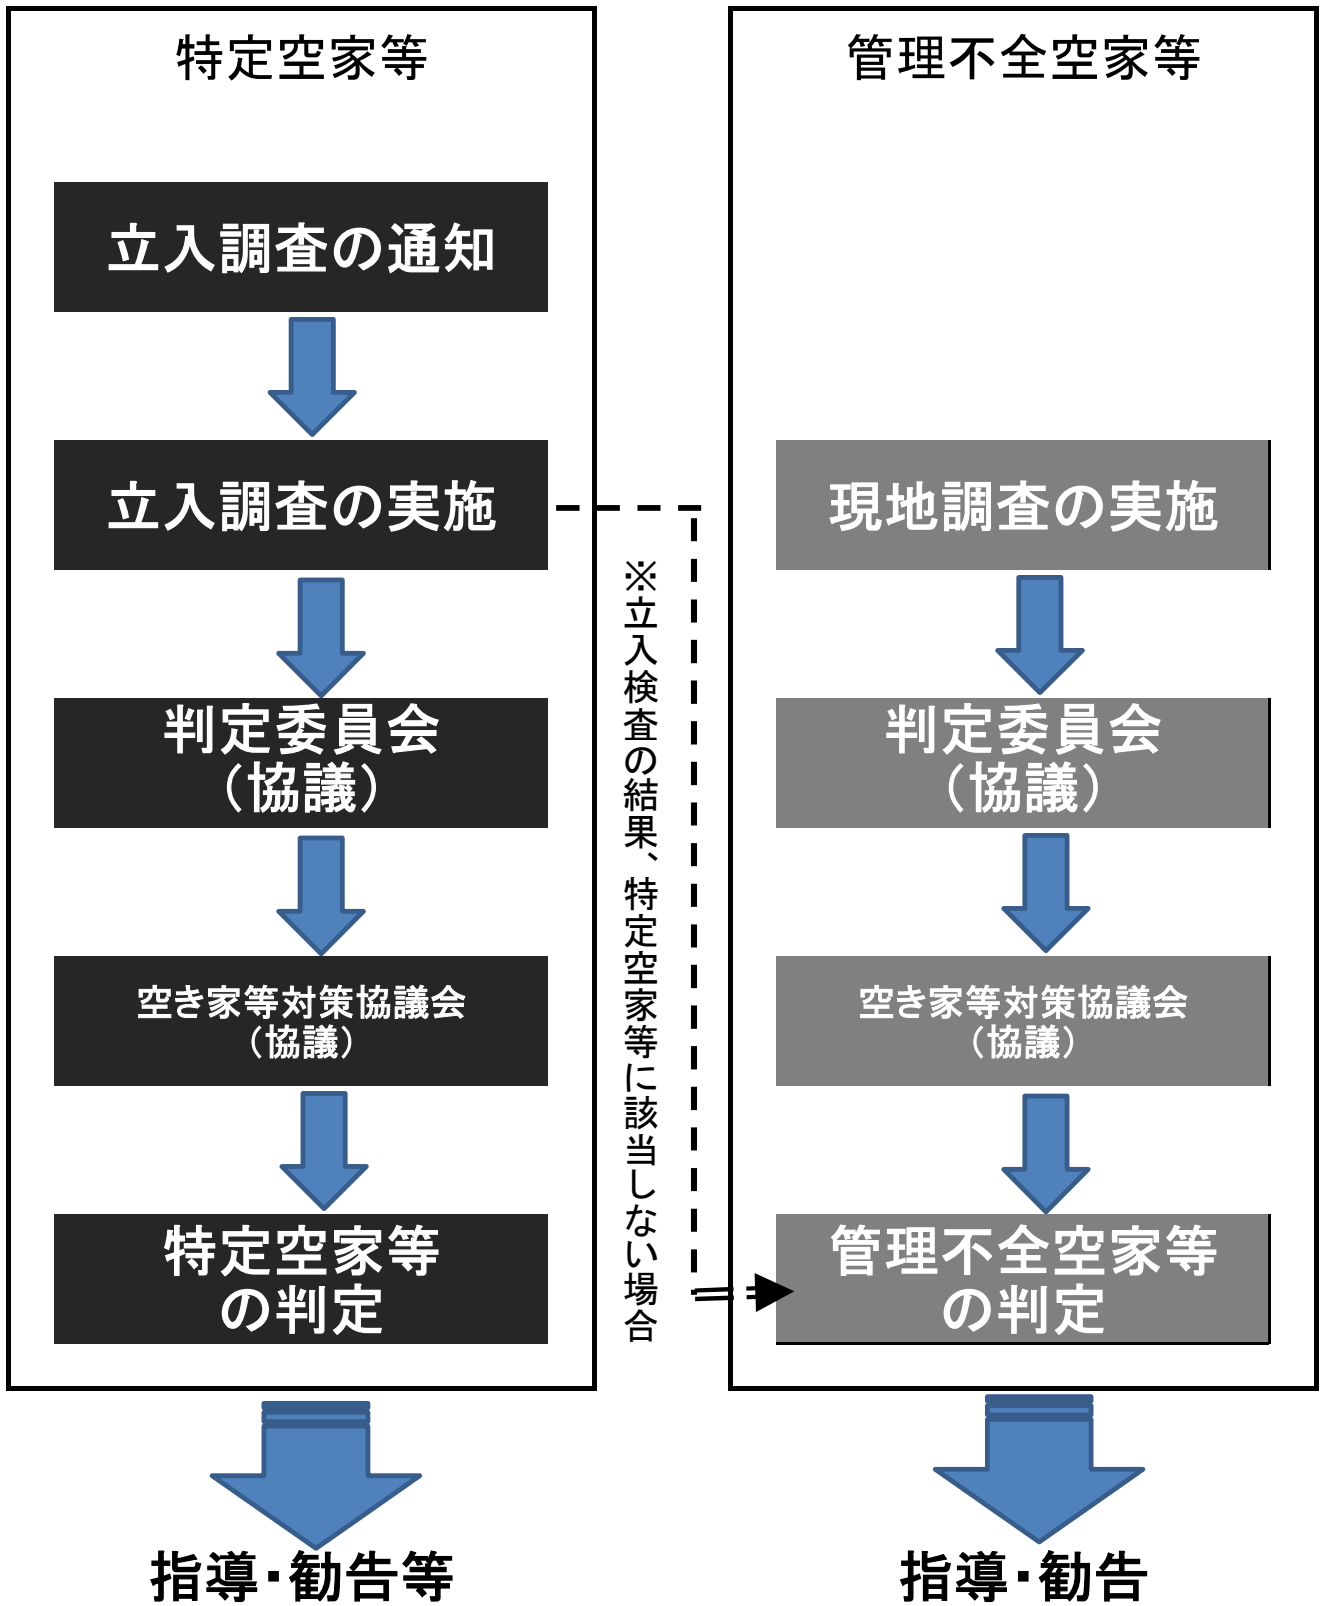 特定空家等
立入調査の通知
立入調査の実施
判定委員会
（協議）
空き家等対策協議会
（協議）
特定空家等
の判定
指導・勧告等
※立入検査の結果、特定空家等に該当しない場合
管理不全空家等
現地調査の実施
判定委員会
（協議）
空き家等対策協議会
（協議）
管理不全空家等
の判定
指導・勧告